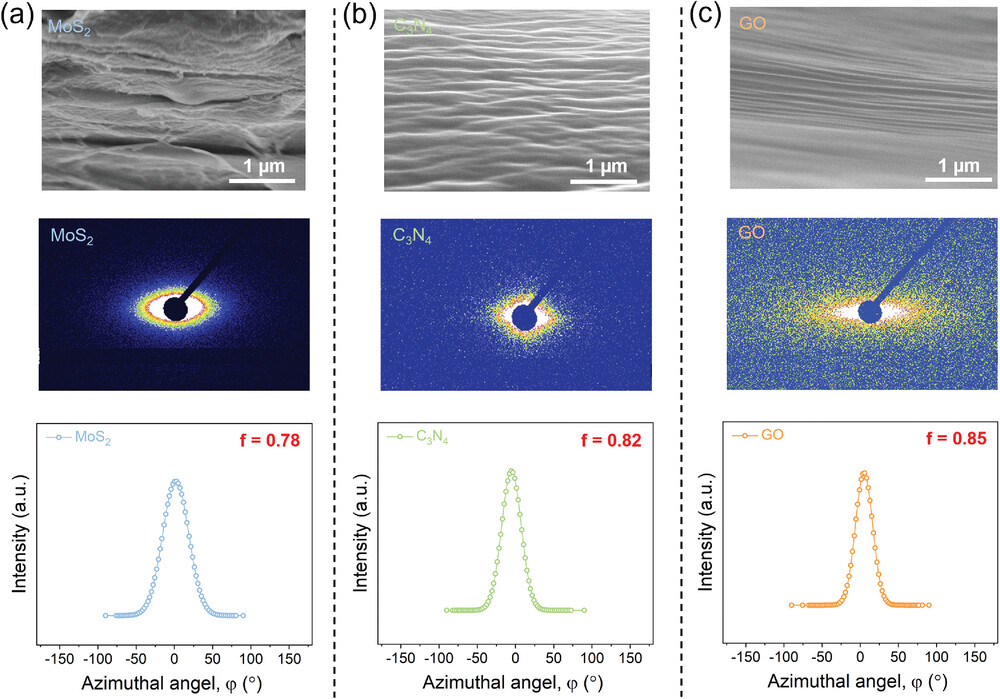 (a)
MoS₂
1 µm
MoS₂
MoS₂
f = 0.78
Intensity (a.u.)
-150 -100 -50 0 50 100 150
Azimuthal angel, φ (°)
(b)
C₃N₄
1 µm
C₃N₄
C₃N₄
f = 0.82
Intensity (a.u.)
-150 -100 -50 0 50 100 150
Azimuthal angel, φ (°)
(c)
GO
1 µm
GO
GO
f = 0.85
Intensity (a.u.)
-150 -100 -50 0 50 100 150
Azimuthal angel, φ (°)